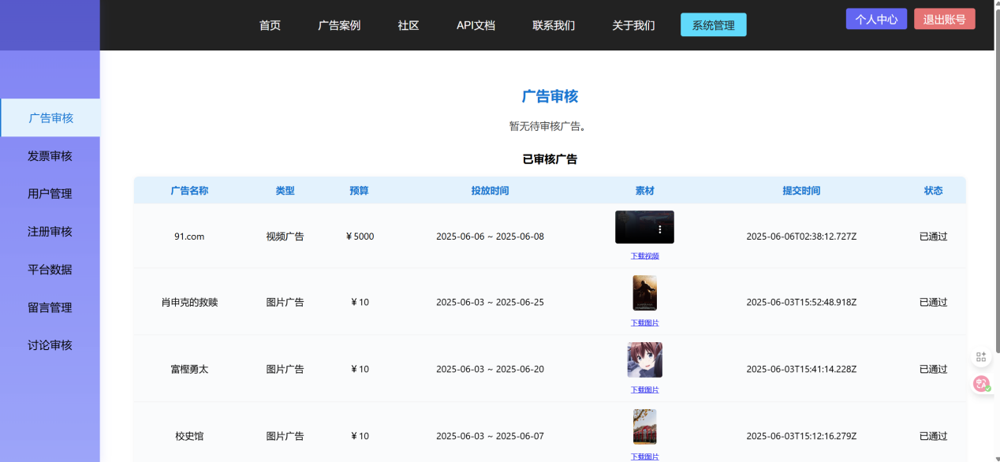 首页 广告案例 社区 API文档 联系我们 关于我们 系统管理 个人中心 退出账号
广告审核
发票审核
用户管理
注册审核
平台数据
留言管理
讨论审核
广告审核
暂无待审核广告。
已审核广告
广告名称 类型 预算 投放时间 素材 提交时间 状态
91.com 视频广告 ¥5000 2025-06-06 ~ 2025-06-08 下载视频 2025-06-06T02:38:12.727Z 已通过
肖申克的救赎 图片广告 ¥10 2025-06-03 ~ 2025-06-25 下载图片 2025-06-03T15:52:48.918Z 已通过
富樫勇太 图片广告 ¥10 2025-06-03 ~ 2025-06-20 下载图片 2025-06-03T15:41:14.228Z 已通过
校史馆 图片广告 ¥10 2025-06-03 ~ 2025-06-07 下载图片 2025-06-03T15:12:16.279Z 已通过